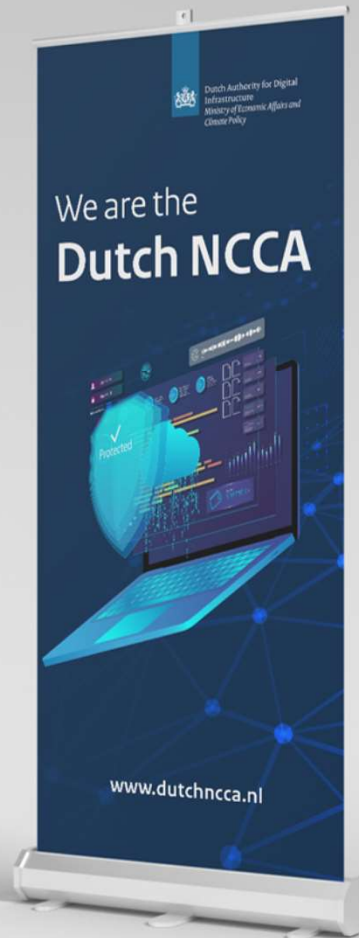 Dutch Authority for Digital
Infrastructure
Ministry of Economic Affairs and
Climate Policy
We are the
Dutch NCCA
Protected
www.dutchncca.nl